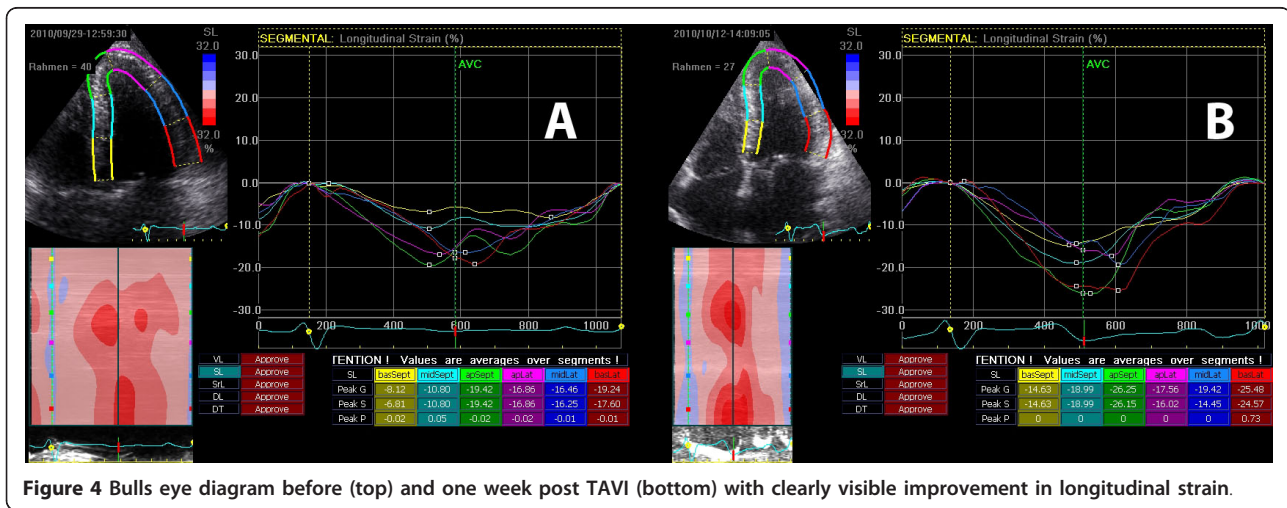 2010/09/29-12:59:30
SL
32.0
Rahmen = 40
32.0
%
SEGMENTAL: Longitudinal Strain (%)
AVC
A
30.0
20.0
10.0
0.0
-10.0
-20.0
-30.0
0 200 400 600 800 1000
VL Approve
SL Approve
SrL Approve
DL Approve
DT Approve
TENTION ! Values are averages over segments !
SL basSept midSept apSept apLat midLat basLat
Peak G -8.12 -10.80 -19.42 -16.86 -16.46 -19.24
Peak S -6.81 -10.80 -19.42 -16.86 -16.25 -17.60
Peak P -0.02 0.05 -0.02 -0.02 -0.01 -0.01
2010/10/12-14:09:05
SL
32.0
Rahmen = 27
32.0
%
SEGMENTAL: Longitudinal Strain (%)
AVC
B
30.0
20.0
10.0
0.0
-10.0
-20.0
-30.0
0 200 400 600 800 1000
VL Approve
SL Approve
SrL Approve
DL Approve
DT Approve
TENTION ! Values are averages over segments !
SL basSept midSept apSept apLat midLat basLat
Peak G -14.63 -18.99 -26.25 -17.56 -19.42 -25.48
Peak S -14.63 -18.99 -26.15 -16.02 -14.45 -24.57
Peak P 0 0 0 0 0 0.73
Figure 4 Bulls eye diagram before (top) and one week post TAVI (bottom) with clearly visible improvement in longitudinal strain.